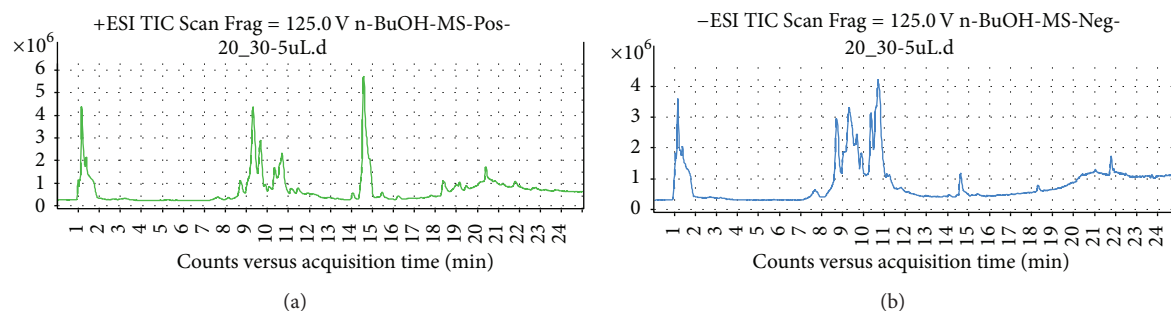 +ESI TIC Scan Frag = 125.0 V n-BuOH-MS-Pos-
20_30-5uL.d
×10⁶
6
5
4
3
2
1
0
1 2 3 4 5 6 7 8 9 10 11 12 13 14 15 16 17 18 19 20 21 22 23 24
Counts versus acquisition time (min)
(a)
−ESI TIC Scan Frag = 125.0 V n-BuOH-MS-Neg-
20_30-5uL.d
×10⁶
4
3
2
1
0
1 2 3 4 5 6 7 8 9 10 11 12 13 14 15 16 17 18 19 20 21 22 23 24
Counts versus acquisition time (min)
(b)